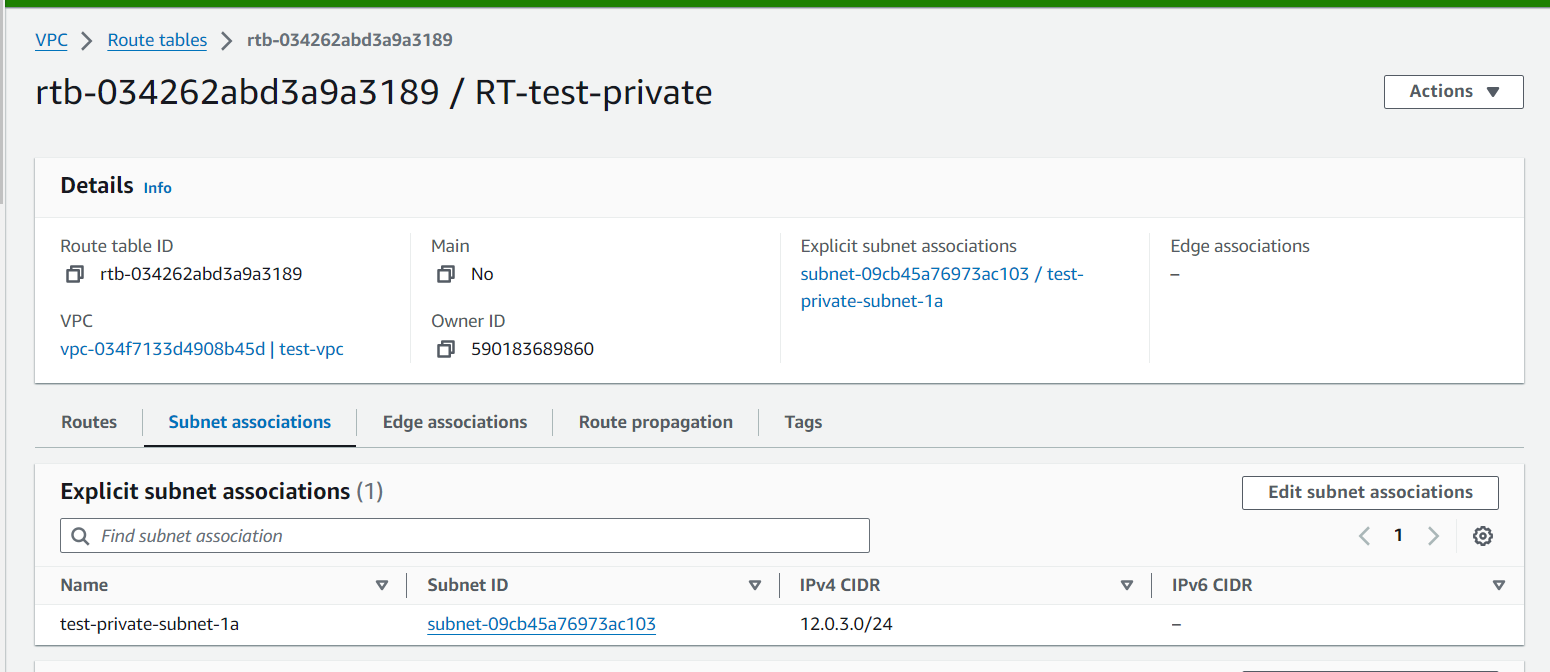 VPC > Route tables > rtb-034262abd3a9a3189
rtb-034262abd3a9a3189 / RT-test-private
Actions
Details Info
Route table ID
rtb-034262abd3a9a3189
Main
No
Explicit subnet associations
subnet-09cb45a76973ac103 / test-
private-subnet-1a
Edge associations
–
VPC
vpc-034f7133d4908b45d | test-vpc
Owner ID
590183689860
Routes
Subnet associations
Edge associations
Route propagation
Tags
Explicit subnet associations (1)
Edit subnet associations
Find subnet association
1
Name Subnet ID IPv4 CIDR IPv6 CIDR
test-private-subnet-1a subnet-09cb45a76973ac103 12.0.3.0/24 –